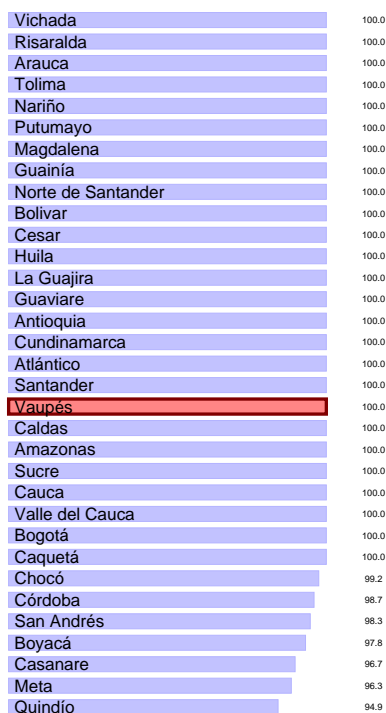 Vichada 100.0
Risaralda 100.0
Arauca 100.0
Tolima 100.0
Nariño 100.0
Putumayo 100.0
Magdalena 100.0
Guainía 100.0
Norte de Santander 100.0
Bolivar 100.0
Cesar 100.0
Huila 100.0
La Guajira 100.0
Guaviare 100.0
Antioquia 100.0
Cundinamarca 100.0
Atlántico 100.0
Santander 100.0
Vaupés 100.0
Caldas 100.0
Amazonas 100.0
Sucre 100.0
Cauca 100.0
Valle del Cauca 100.0
Bogotá 100.0
Caquetá 100.0
Chocó 99.2
Córdoba 98.7
San Andrés 98.3
Boyacá 97.8
Casanare 96.7
Meta 96.3
Quindío 94.9